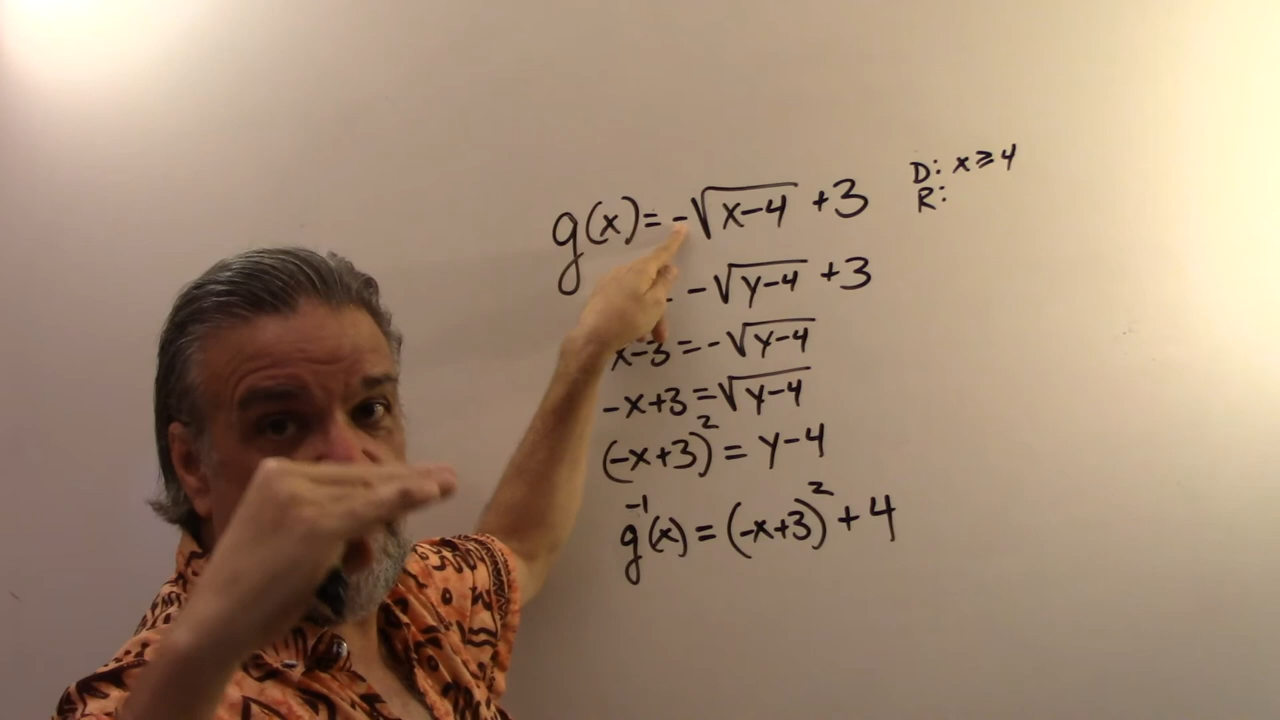 g(x) = -√(x-4) +3
D: x ≥ 4
R:
-√(y-4) +3
x-3 = -√(y-4)
-x+3 = √(y-4)
(-x+3)² = y-4
g⁻¹(x) = (-x+3)² + 4